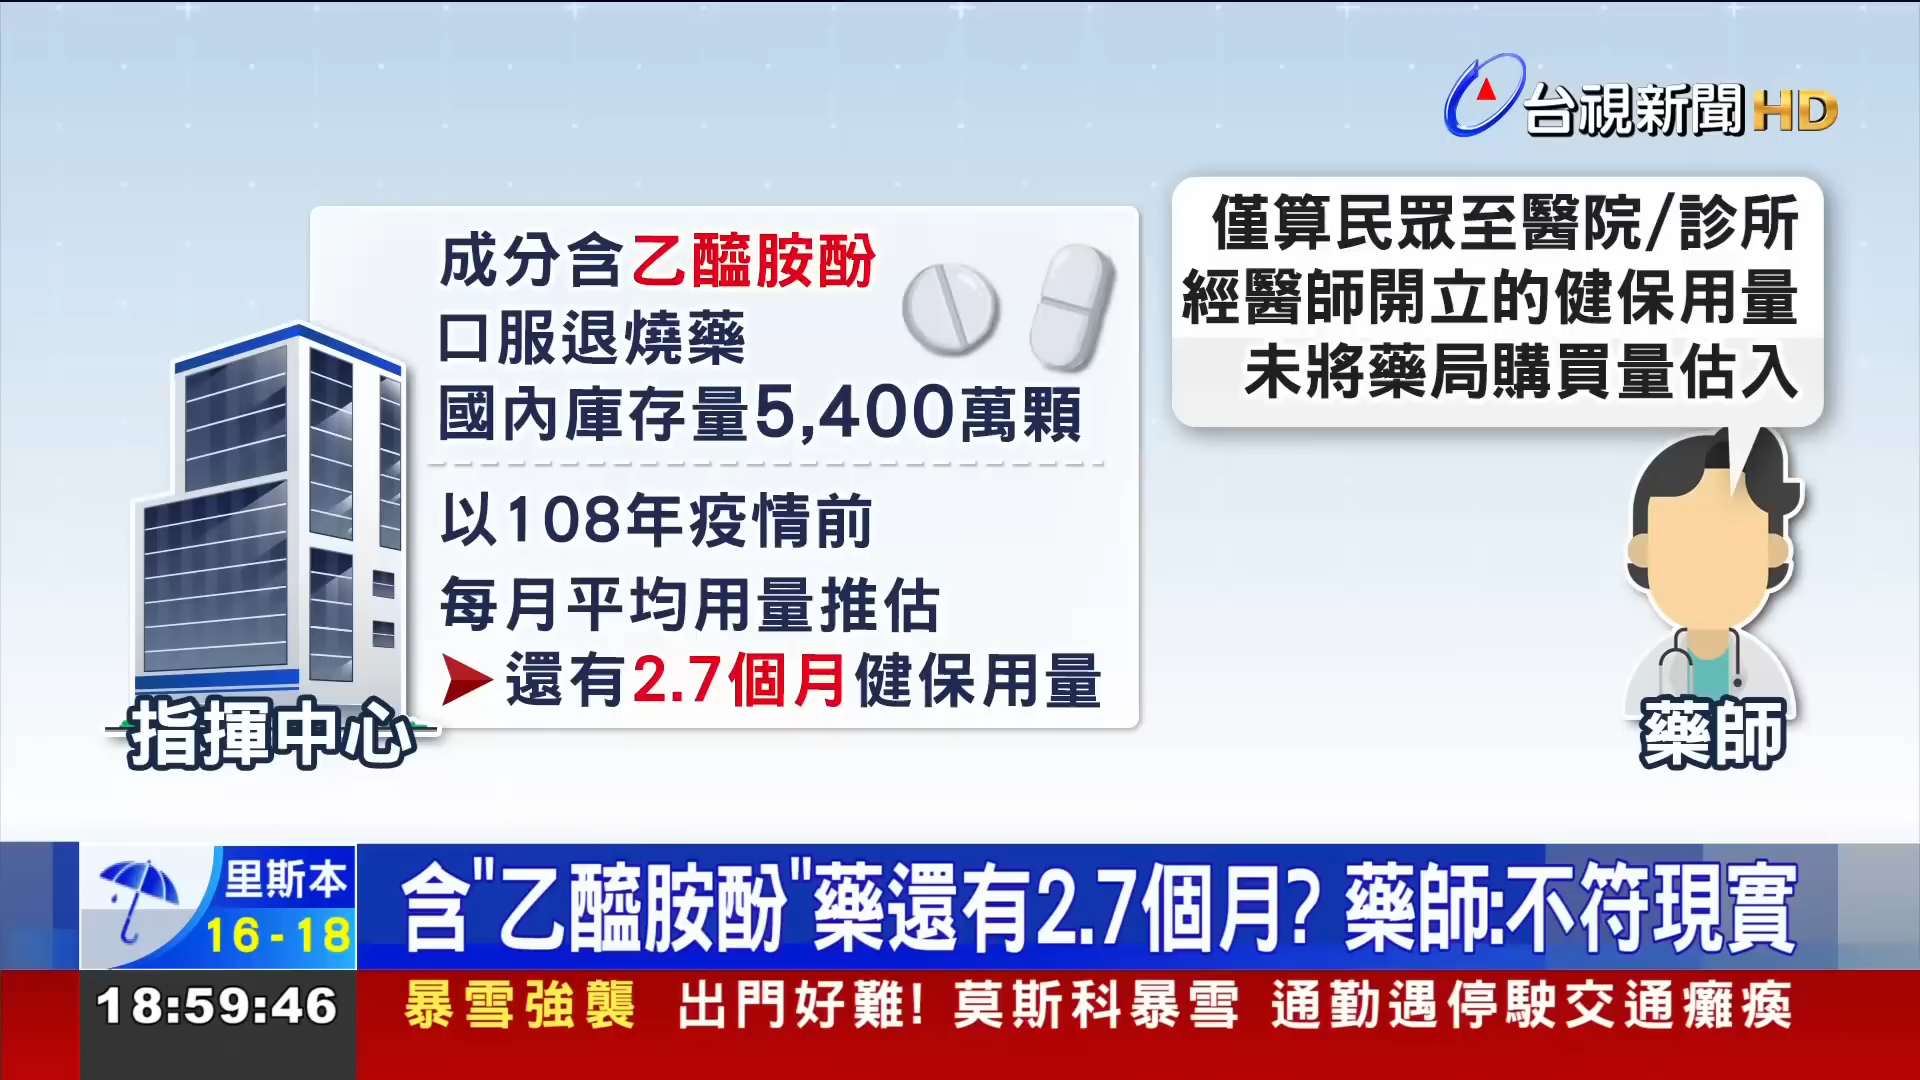 台視新聞HD
成分含乙醯胺酚
口服退燒藥
國內庫存量5,400萬顆
以108年疫情前
每月平均用量推估
還有2.7個月健保用量
指揮中心
僅算民眾至醫院/診所
經醫師開立的健保用量
未將藥局購買量估入
藥師
里斯本
16-18
含"乙醯胺酚"藥還有2.7個月? 藥師:不符現實
18:59:46
暴雪強襲 出門好難! 莫斯科暴雪 通勤遇停駛交通癱瘓